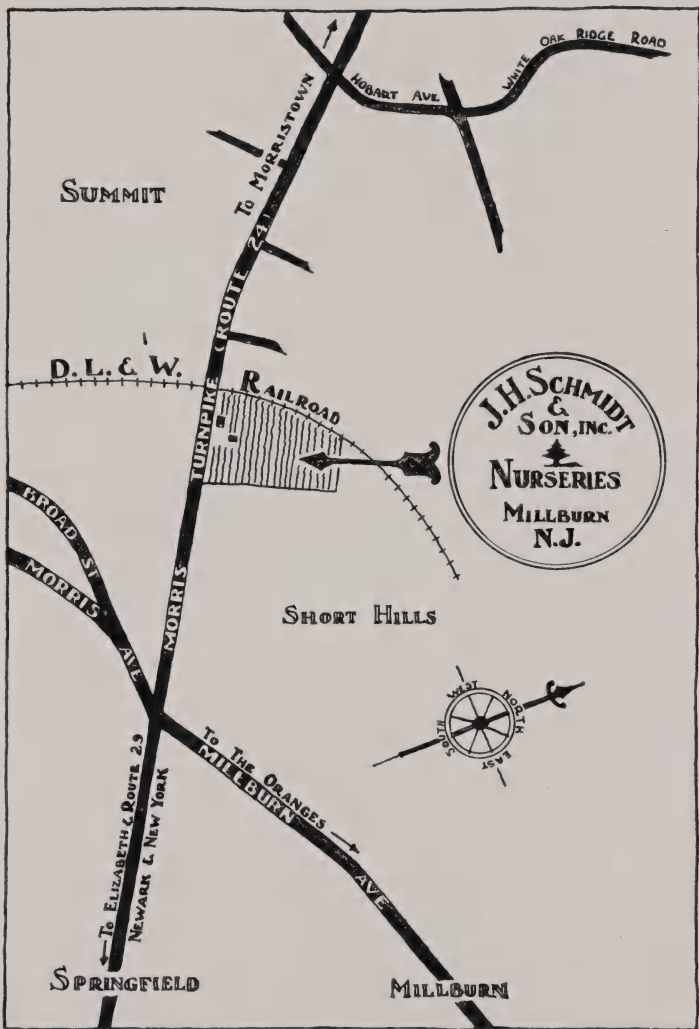 OAK RIDGE ROAD
WHITE
HOBART AVE
TO MORRISTOWN
SUMMIT
MORRIS TURNPIKE (ROUTE 24)
D. L. & W. RAILROAD
J. H. SCHMIDT
&
SON, INC.
NURSERIES
MILLBURN
N.J.
BROAD ST
MORRIS AVE
SHORT HILLS
WEST
NORTH
SOUTH
EAST
TO THE ORANGES
MILLBURN AVE
TO ELIZABETH & ROUTE 29
NEWARK & NEW YORK
SPRINGFIELD
MILLBURN